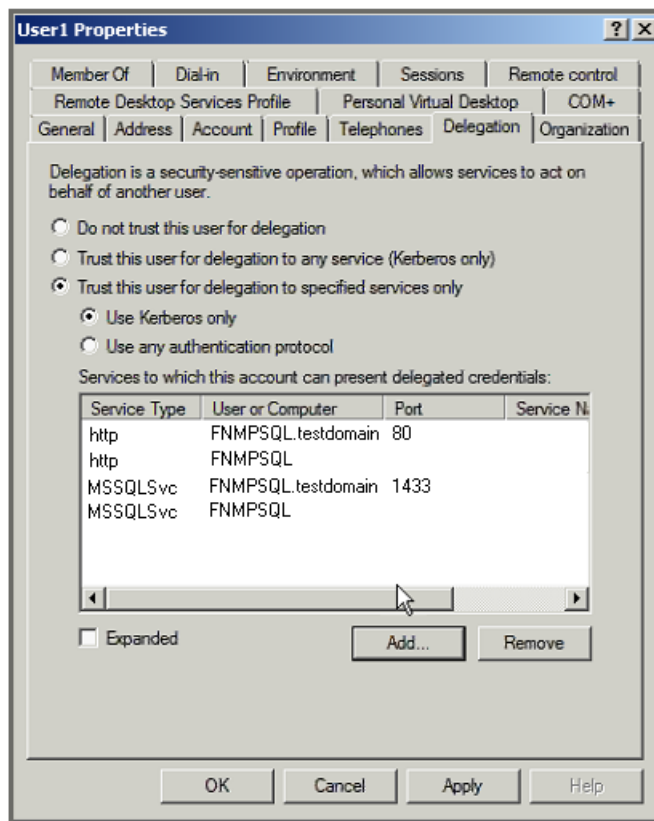 User1 Properties
Member Of Dial-in Environment Sessions Remote control
Remote Desktop Services Profile Personal Virtual Desktop COM+
General Address Account Profile Telephones Delegation Organization
Delegation is a security-sensitive operation, which allows services to act on
behalf of another user.
Do not trust this user for delegation
Trust this user for delegation to any service (Kerberos only)
Trust this user for delegation to specified services only
Use Kerberos only
Use any authentication protocol
Services to which this account can present delegated credentials:
Service Type User or Computer Port Service
http FNMPSQL.testdomain 80
http FNMPSQL
MSSQLSvc FNMPSQL.testdomain 1433
MSSQLSvc FNMPSQL
Expanded Add... Remove
OK Cancel Apply Help